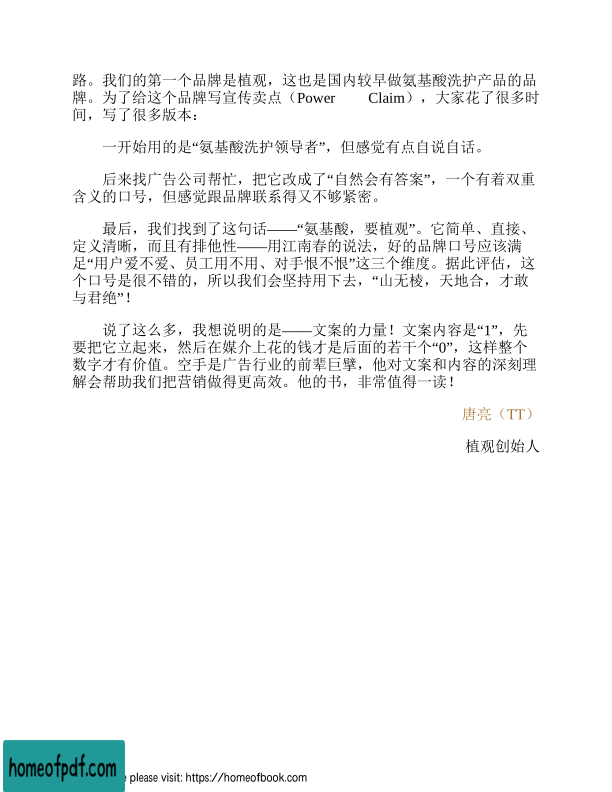 路。我们的第一个品牌是植观，这也是国内较早做氨基酸洗护产品的品
牌。为了给这个品牌写宣传卖点（Power Claim），大家花了很多时
间，写了很多版本：
一开始用的是“氨基酸洗护领导者”，但感觉有点自说自话。
后来找广告公司帮忙，把它改成了“自然会有答案”，一个有着双重
含义的口号，但感觉跟品牌联系得又不够紧密。
最后，我们找到了这句话——“氨基酸，要植观”。它简单、直接、
定义清晰，而且有排他性——用江南春的说法，好的品牌口号应该满
足“用户爱不爱、员工用不用、对手恨不恨”这三个维度。据此评估，这
个口号是很不错的，所以我们会坚持用下去，“山无棱，天地合，才敢
与君绝”！
说了这么多，我想说明的是——文案的力量！文案内容是“1”，先
要把它立起来，然后在媒介上花的钱才是后面的若干个“0”，这样整个
数字才有价值。空手是广告行业的前辈巨擘，他对文案和内容的深刻理
解会帮助我们把营销做得更高效。他的书，非常值得一读！
唐亮（TT）
植观创始人
homeofpdf.com
e please visit: https://homeofbook.com